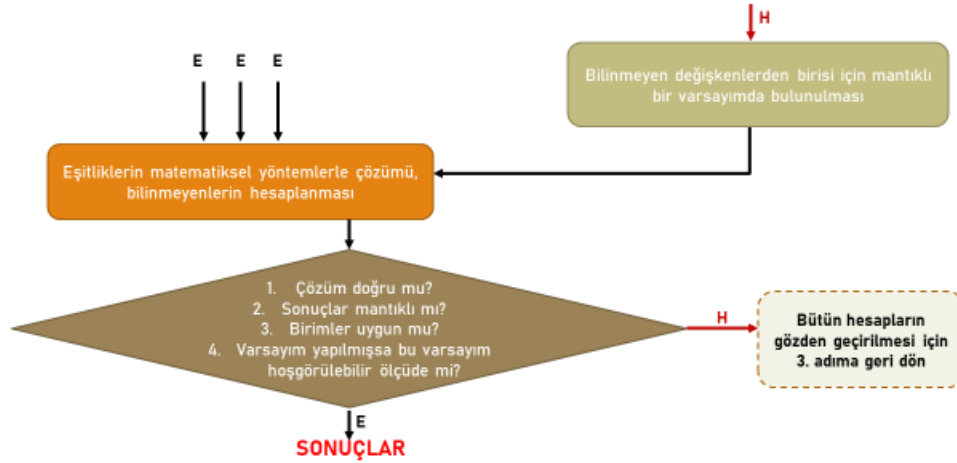 H
E E E
Bilinmeyen değişkenlerden birisi için mantıklı
bir varsayımda bulunulması
Eşitliklerin matematiksel yöntemlerle çözümü,
bilinmeyenlerin hesaplanması
1. Çözüm doğru mu?
2. Sonuçlar mantıklı mı?
3. Birimler uygun mu?
4. Varsayım yapılmışsa bu varsayım
hoşgörülebilir ölçüde mi?
H
Bütün hesapların
gözden geçirilmesi için
3. adıma geri dön
E
SONUÇLAR